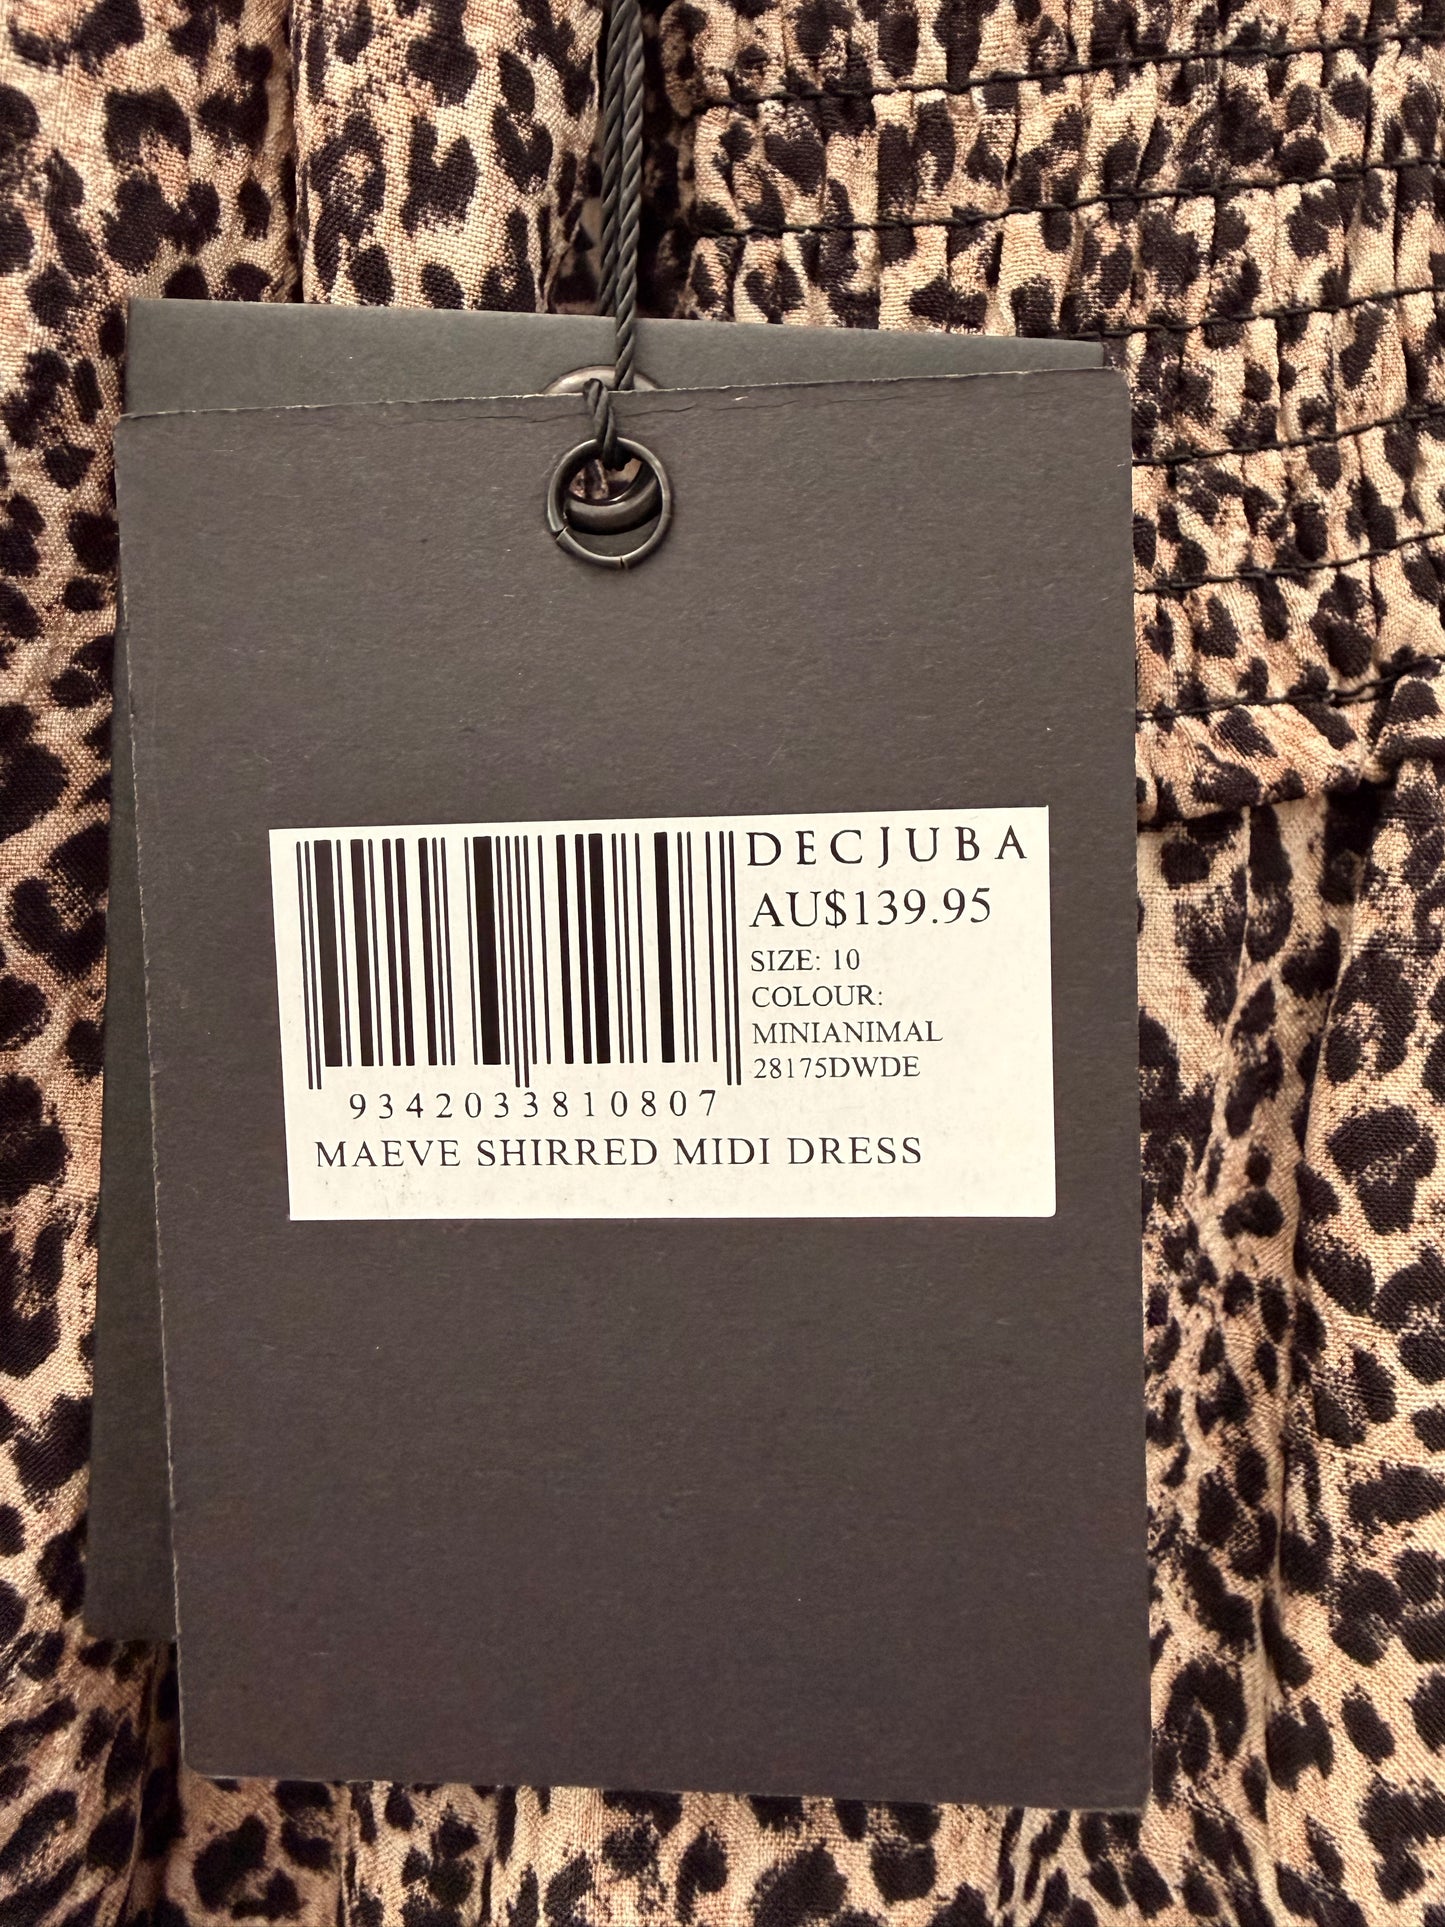 DECJUBA
AU$139.95
SIZE: 10
COLOUR:
MINIANIMAL
28175DWDE
9342033810807
MAEVE SHIRRED MIDI DRESS